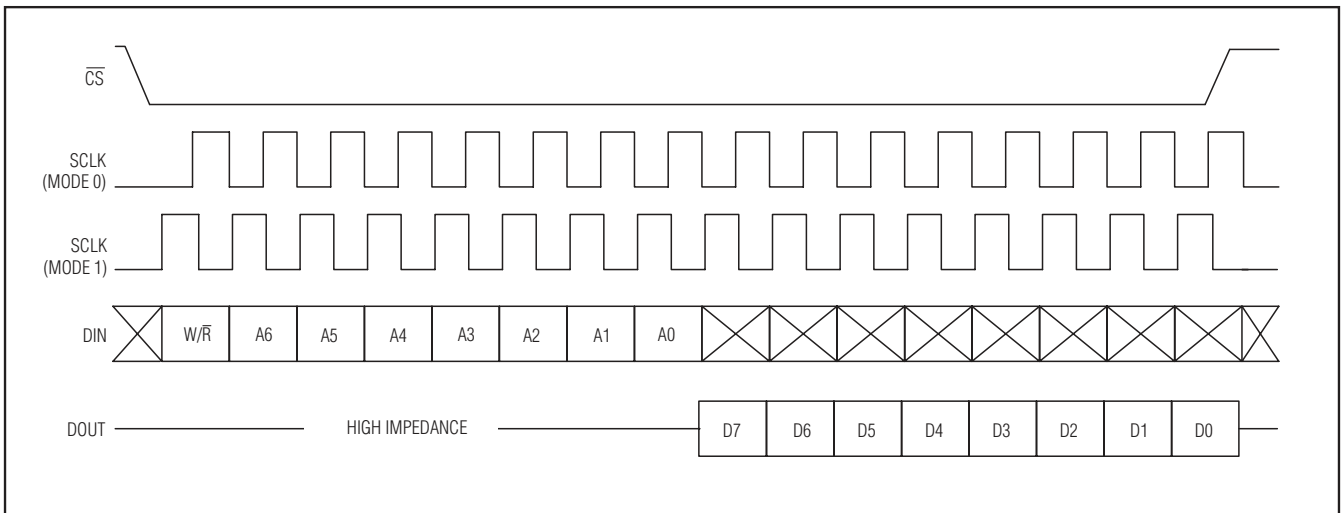 C̅S̅
SCLK
(MODE 0)
SCLK
(MODE 1)
DIN W/R̅ A6 A5 A4 A3 A2 A1 A0
DOUT HIGH IMPEDANCE D7 D6 D5 D4 D3 D2 D1 D0